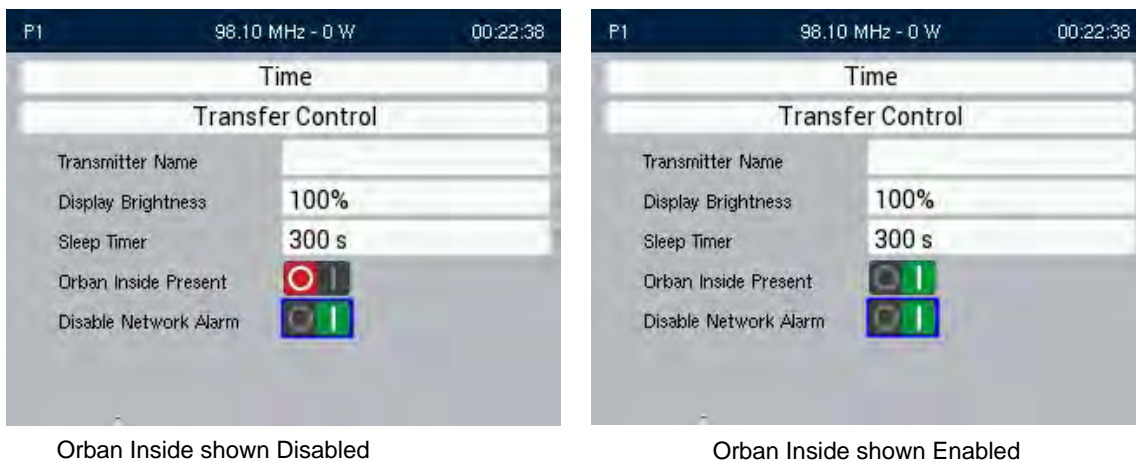 P1 98.10 MHz - 0 W 00:22:38
Time
Transfer Control
Transmitter Name
Display Brightness 100%
Sleep Timer 300 s
Orban Inside Present
Disable Network Alarm
Orban Inside shown Disabled
P1 98.10 MHz - 0 W 00:22:38
Time
Transfer Control
Transmitter Name
Display Brightness 100%
Sleep Timer 300 s
Orban Inside Present
Disable Network Alarm
Orban Inside shown Enabled